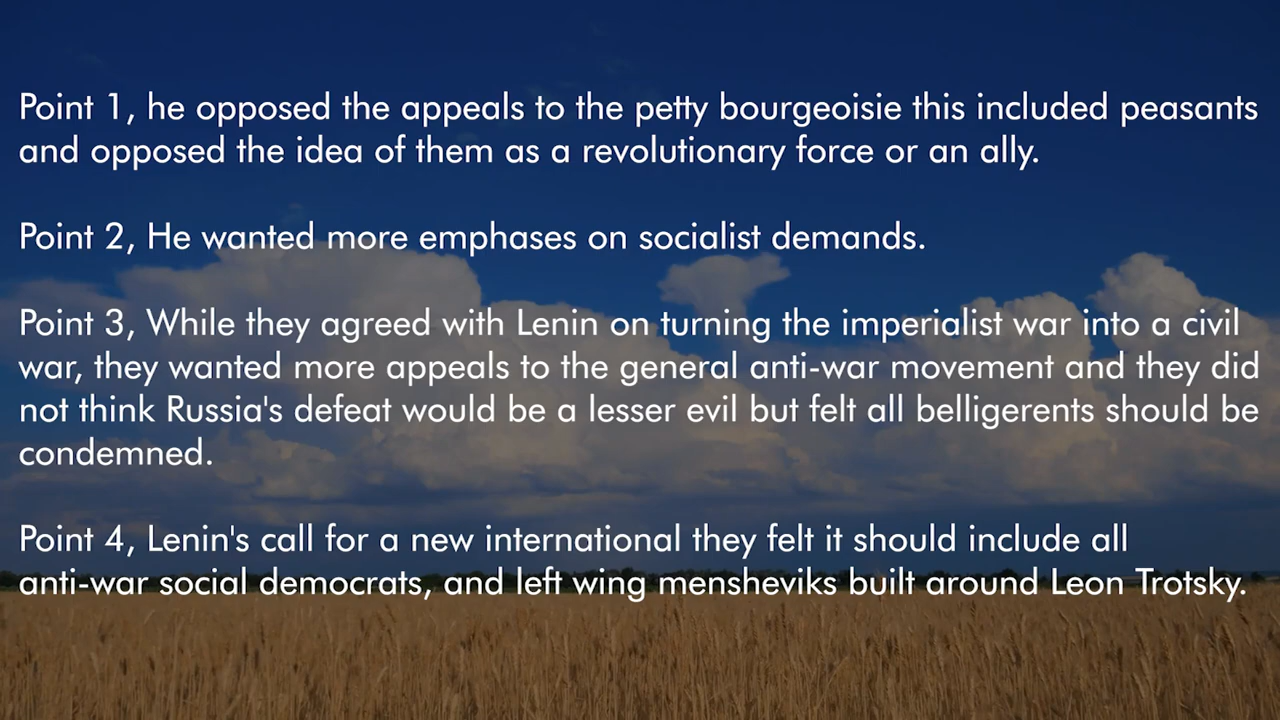 Point 1, he opposed the appeals to the petty bourgeoisie this included peasants
and opposed the idea of them as a revolutionary force or an ally.
Point 2, He wanted more emphases on socialist demands.
Point 3, While they agreed with Lenin on turning the imperialist war into a civil
war, they wanted more appeals to the general anti-war movement and they did
not think Russia's defeat would be a lesser evil but felt all belligerents should be
condemned.
Point 4, Lenin's call for a new international they felt it should include all
anti-war social democrats, and left wing mensheviks built around Leon Trotsky.